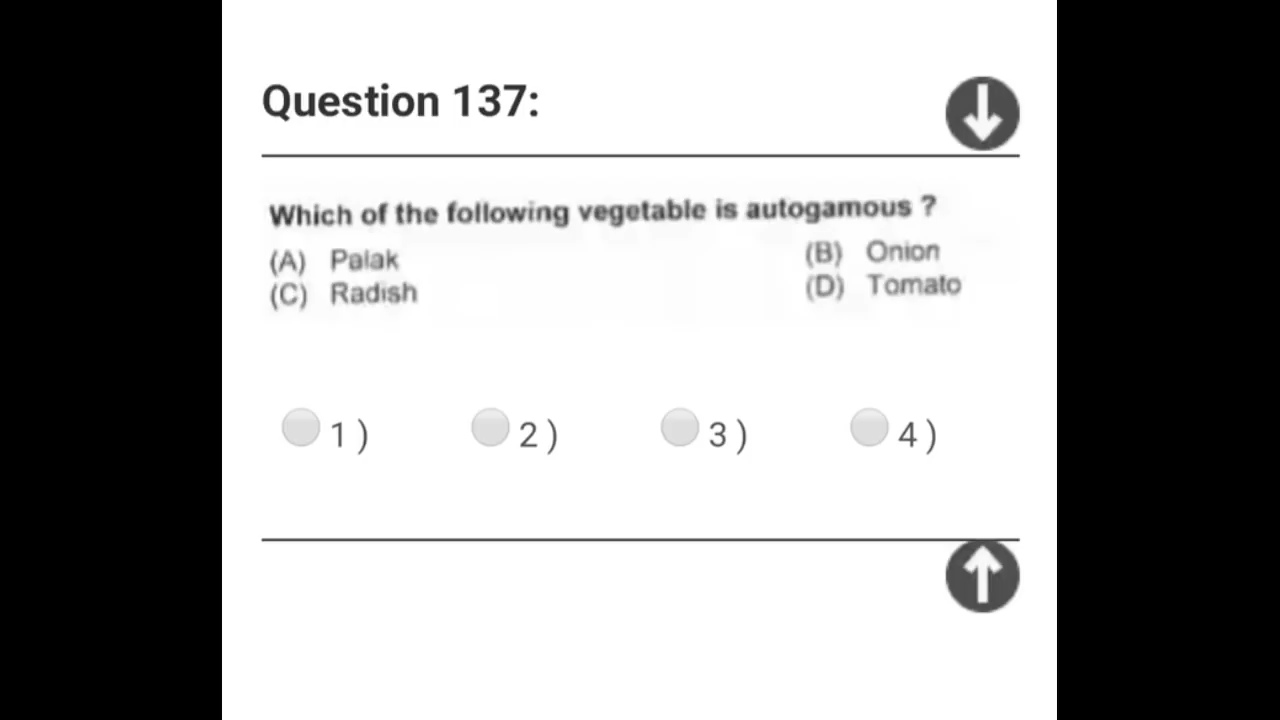 Question 137:
Which of the following vegetable is autogamous ?
(A) Palak (B) Onion
(C) Radish (D) Tomato
1 ) 2 ) 3 ) 4 )